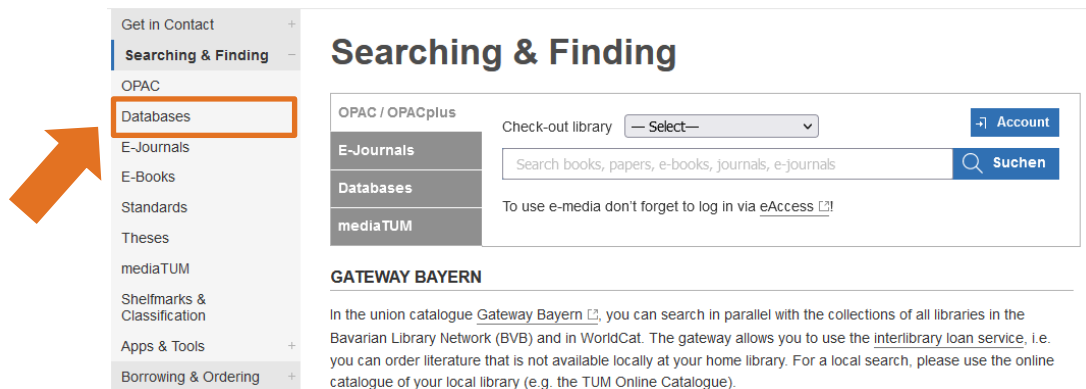 Get in Contact +
Searching & Finding −
OPAC
Databases
E-Journals
E-Books
Standards
Theses
mediaTUM
Shelfmarks &
Classification
Apps & Tools +
Borrowing & Ordering +
Searching & Finding
OPAC / OPACplus
E-Journals
Databases
mediaTUM
Check-out library — Select—
Account
Search books, papers, e-books, journals, e-journals
Suchen
To use e-media don’t forget to log in via eAccess !
GATEWAY BAYERN
In the union catalogue Gateway Bayern , you can search in parallel with the collections of all libraries in the
Bavarian Library Network (BVB) and in WorldCat. The gateway allows you to use the interlibrary loan service, i.e.
you can order literature that is not available locally at your home library. For a local search, please use the online
catalogue of your local library (e.g. the TUM Online Catalogue).